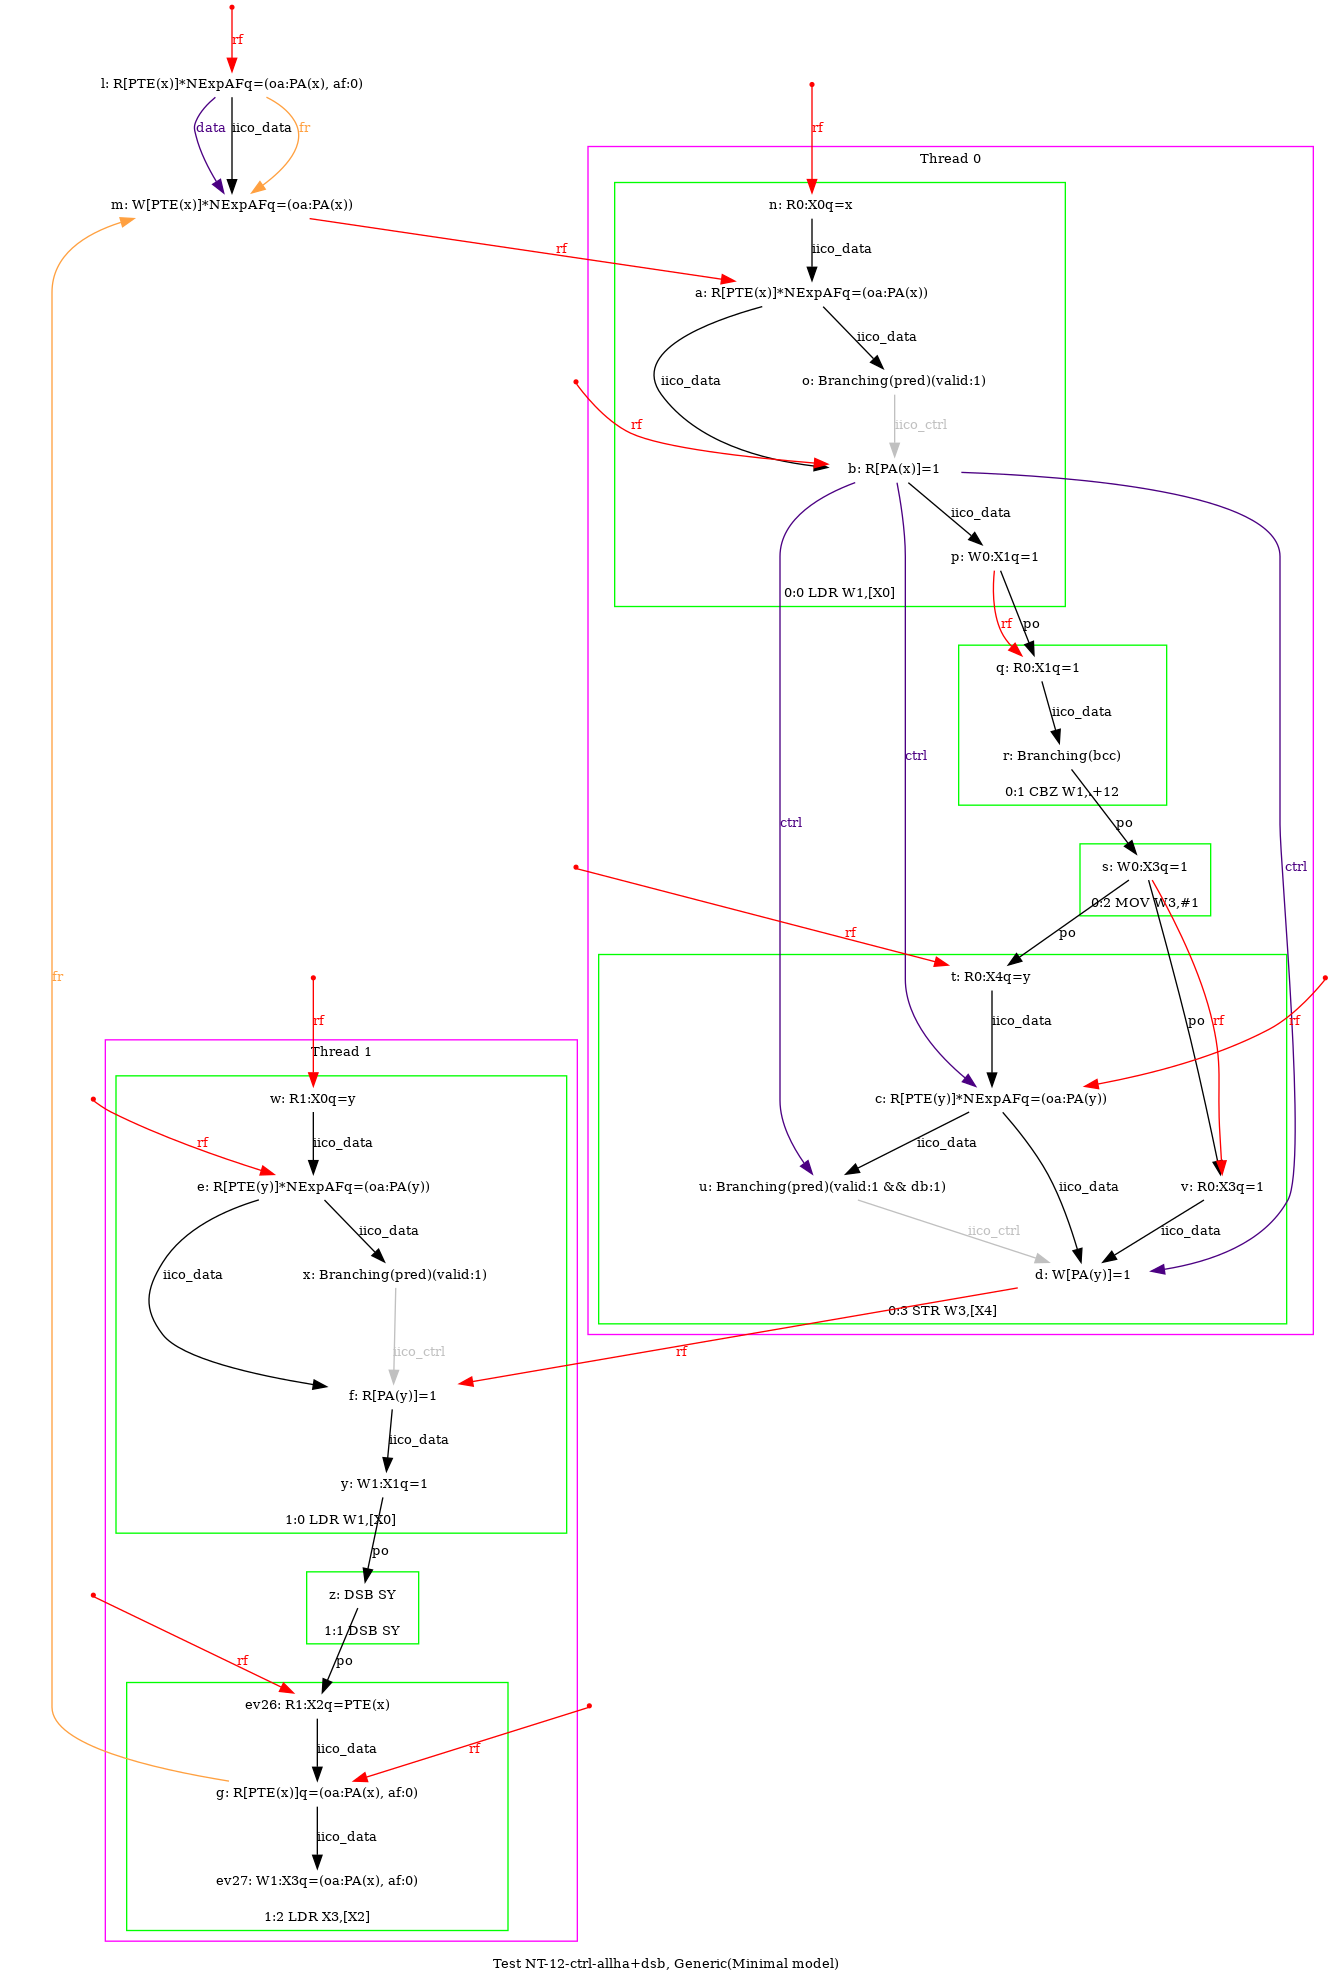 rf
l: R[PTE(x)]*NExpAFq=(oa:PA(x), af:0)
data
iico_data
fr
m: W[PTE(x)]*NExpAFq=(oa:PA(x))
rf
Thread 0
rf
n: R0:X0q=x
iico_data
a: R[PTE(x)]*NExpAFq=(oa:PA(x))
iico_data
iico_data
o: Branching(pred)(valid:1)
rf
iico_ctrl
b: R[PA(x)]=1
iico_data
p: W0:X1q=1
0:0 LDR W1,[X0]
rf
po
q: R0:X1q=1
iico_data
r: Branching(bcc)
0:1 CBZ W1,.+12
ctrl
ctrl
ctrl
po
s: W0:X3q=1
0:2 MOV W3,#1
rf
po
t: R0:X4q=y
iico_data
po
rf
rf
c: R[PTE(y)]*NExpAFq=(oa:PA(y))
iico_data
iico_data
u: Branching(pred)(valid:1 && db:1)
v: R0:X3q=1
iico_ctrl
iico_data
d: W[PA(y)]=1
0:3 STR W3,[X4]
rf
fr
rf
Thread 1
w: R1:X0q=y
rf
iico_data
e: R[PTE(y)]*NExpAFq=(oa:PA(y))
iico_data
iico_data
x: Branching(pred)(valid:1)
iico_ctrl
f: R[PA(y)]=1
iico_data
y: W1:X1q=1
1:0 LDR W1,[X0]
po
z: DSB SY
1:1 DSB SY
rf
po
ev26: R1:X2q=PTE(x)
iico_data
rf
g: R[PTE(x)]q=(oa:PA(x), af:0)
iico_data
ev27: W1:X3q=(oa:PA(x), af:0)
1:2 LDR X3,[X2]
Test NT-12-ctrl-allha+dsb, Generic(Minimal model)